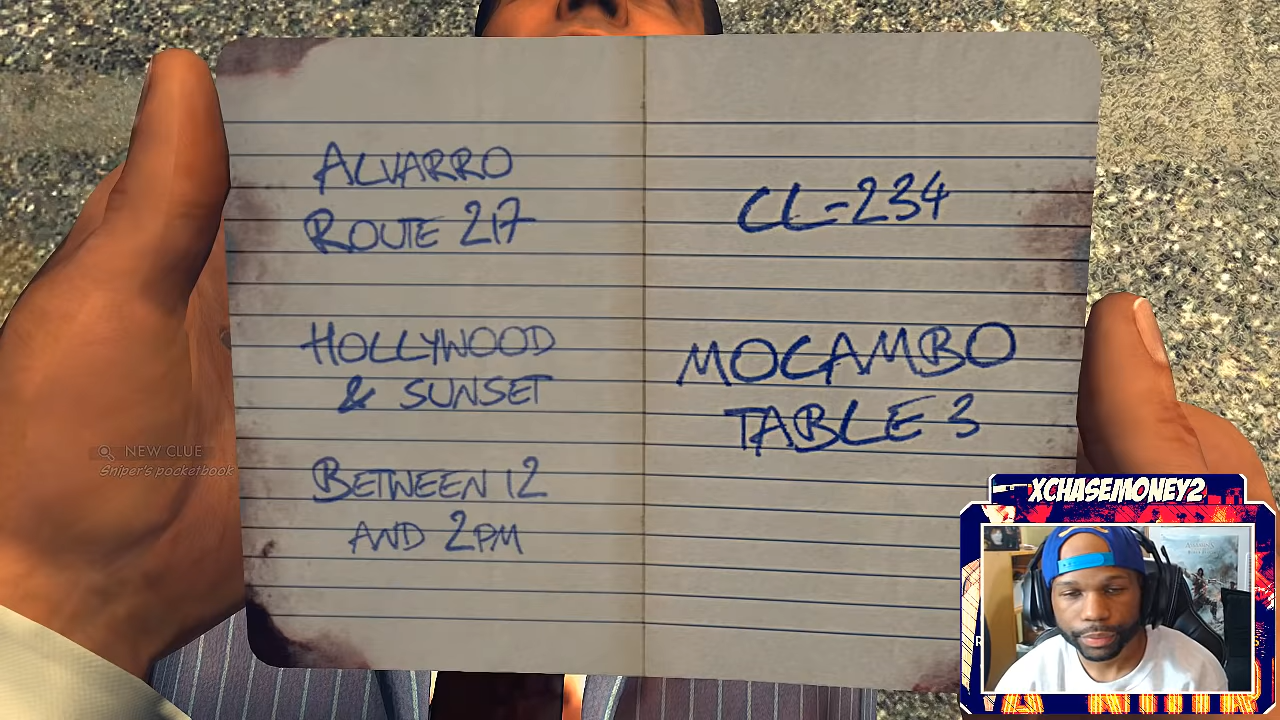 ALVARRO
ROUTE 217
HOLLYWOOD
& SUNSET
BETWEEN 12
AND 2PM
CL-234
MOCAMBO
TABLE 3
NEW CLUE
Sniper's pocketbook
XCHASEMONEY2